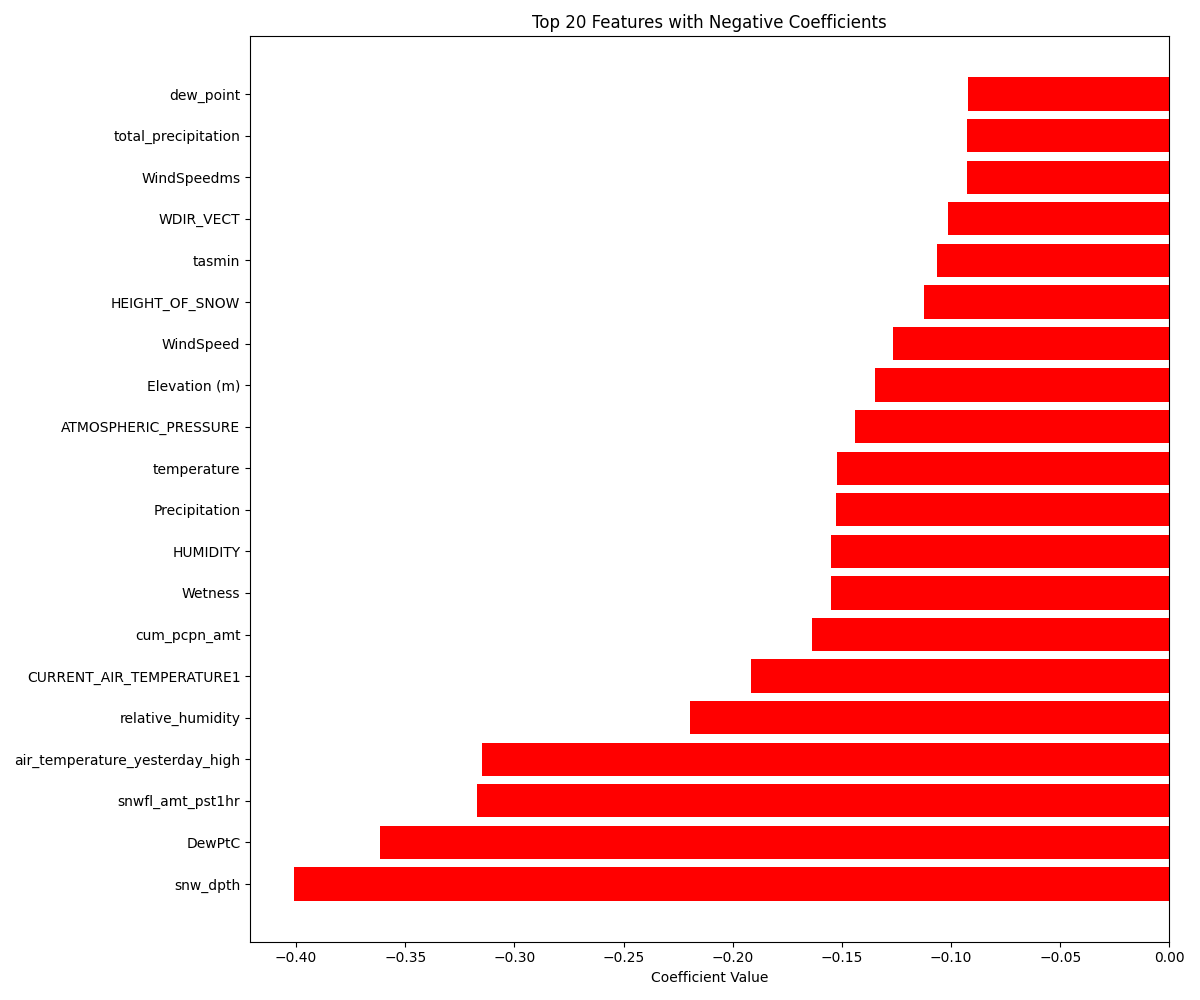 Top 20 Features with Negative Coefficients
dew_point
total_precipitation
WindSpeedms
WDIR_VECT
tasmin
HEIGHT_OF_SNOW
WindSpeed
Elevation (m)
ATMOSPHERIC_PRESSURE
temperature
Precipitation
HUMIDITY
Wetness
cum_pcpn_amt
CURRENT_AIR_TEMPERATURE1
relative_humidity
air_temperature_yesterday_high
snwfl_amt_pst1hr
DewPtC
snw_dpth
−0.40 −0.35 −0.30 −0.25 −0.20 −0.15 −0.10 −0.05 0.00
Coefficient Value